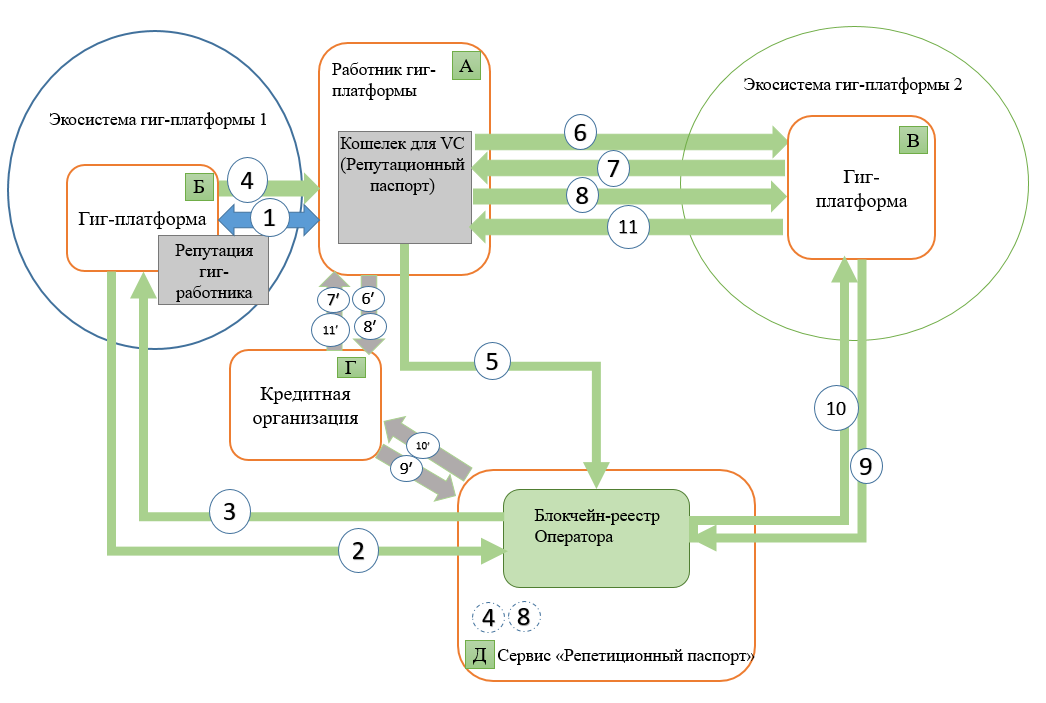 Экосистема гиг-платформы 1
Работник гиг-
платформы
А
Экосистема гиг-платформы 2
Кошелек для VC
(Репутационный
паспорт)
6
7
8
11
В
Гиг-
платформа
Б
4
Гиг-платформа
1
Репутация
гиг-
работника
7′
6′
11′
8′
Г
Кредитная
организация
5
10
9
10′
9′
3
2
Блокчейн-реестр
Оператора
4
8
Д
Сервис «Репетиционный паспорт»